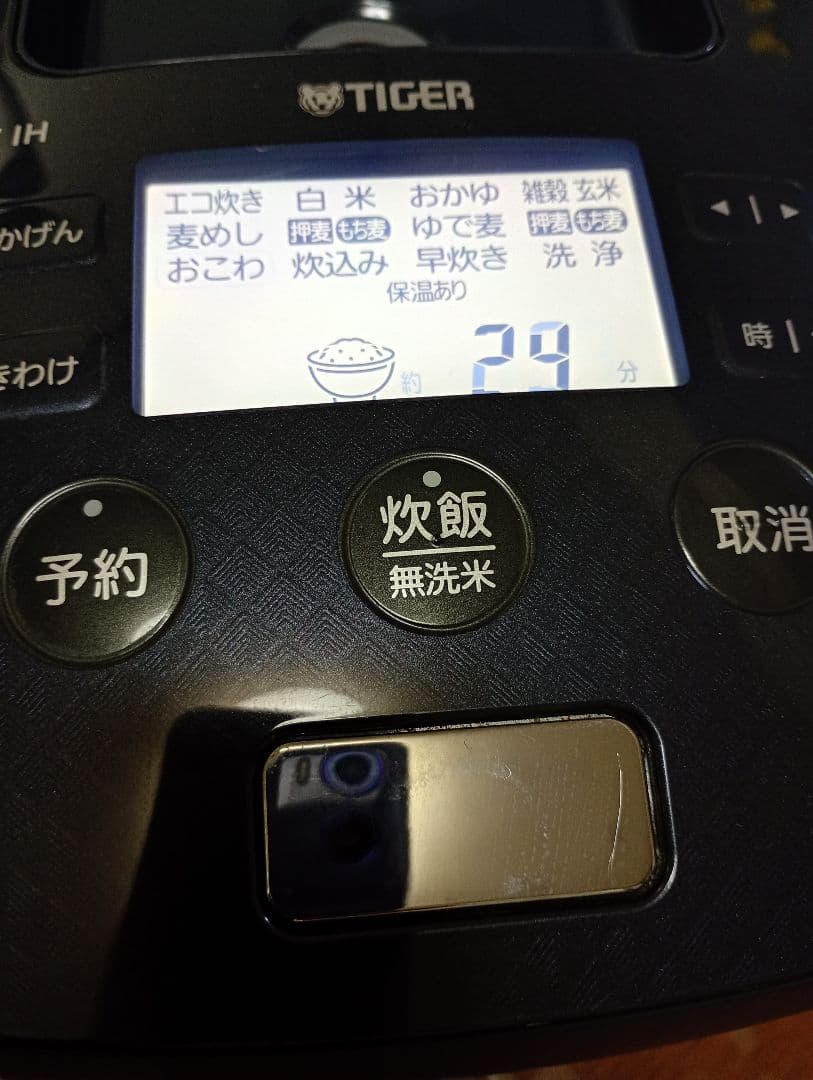 TIGER
IH
エコ炊き 白米 おかゆ 雑穀 玄米
麦めし 押麦 もち麦 ゆで麦 押麦 もち麦
おこわ 炊込み 早炊き 洗浄
保温あり
約 29 分
かげん
きわけ
◀ | ▶
時 |
予約
炊飯
無洗米
取消